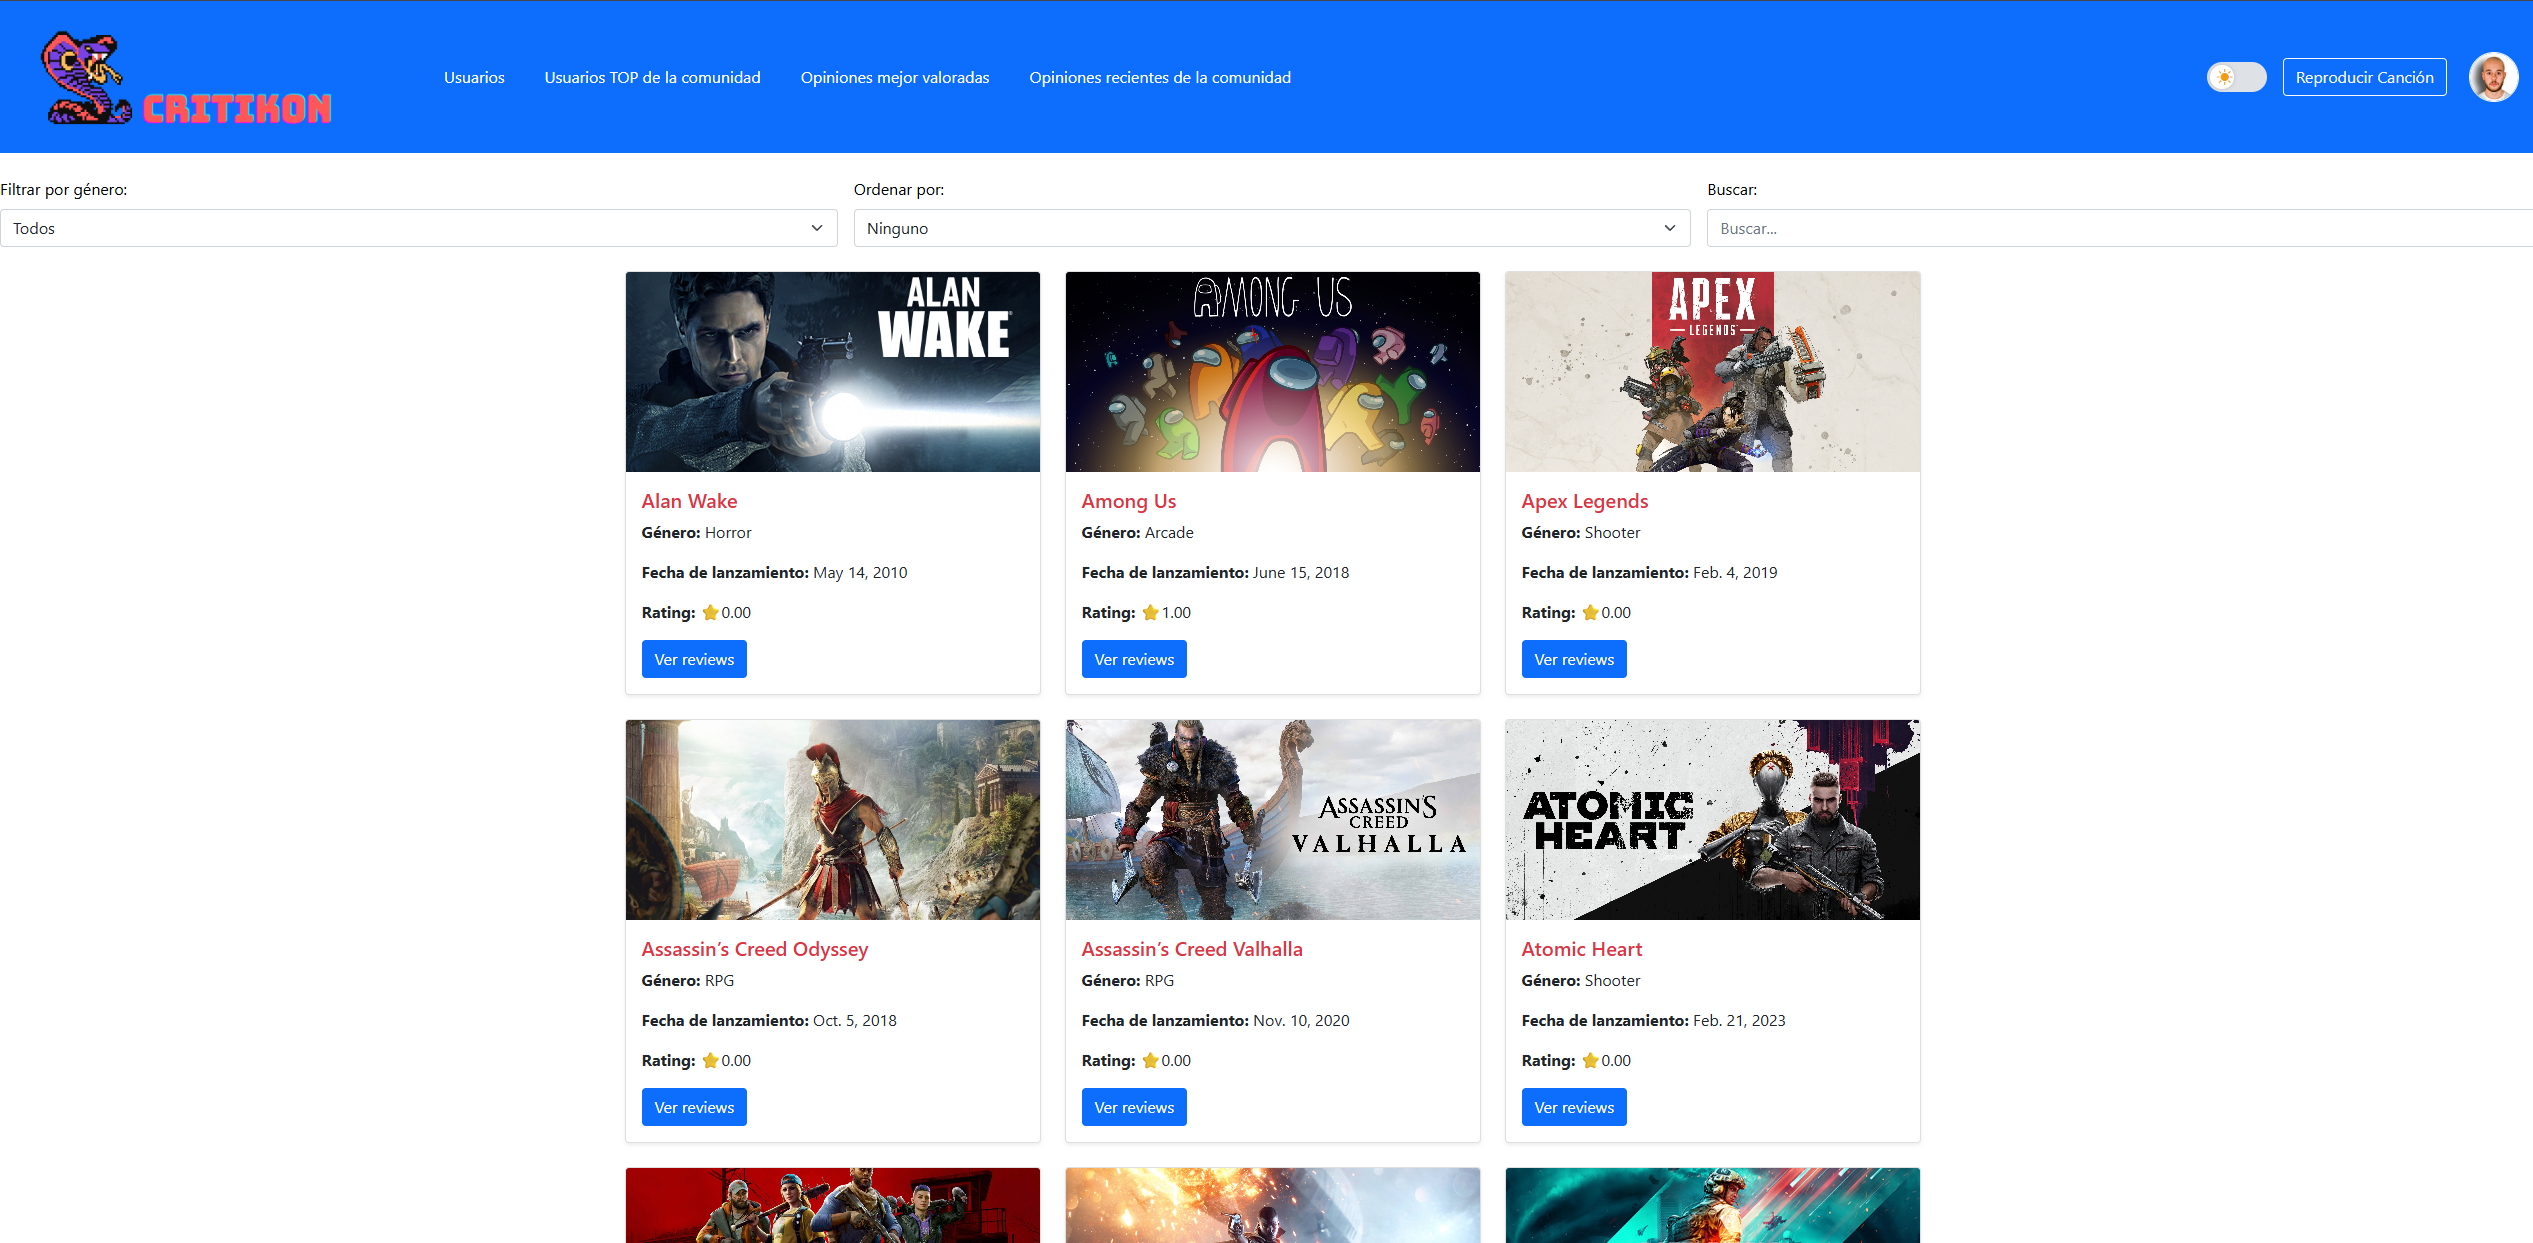 CRITIKON
Usuarios
Usuarios TOP de la comunidad
Opiniones mejor valoradas
Opiniones recientes de la comunidad
Reproducir Canción
Filtrar por género:
Ordenar por:
Buscar:
Todos
Ninguno
Buscar...
ALAN
WAKE
AMONG US
APEX
LEGENDS
Alan Wake
Género: Horror
Fecha de lanzamiento: May 14, 2010
Rating: ⭐0.00
Ver reviews
Among Us
Género: Arcade
Fecha de lanzamiento: June 15, 2018
Rating: ⭐1.00
Ver reviews
Apex Legends
Género: Shooter
Fecha de lanzamiento: Feb. 4, 2019
Rating: ⭐0.00
Ver reviews
ASSASSIN'S
CREED
VALHALLA
ATOMIC
HEART
Assassin’s Creed Odyssey
Género: RPG
Fecha de lanzamiento: Oct. 5, 2018
Rating: ⭐0.00
Ver reviews
Assassin’s Creed Valhalla
Género: RPG
Fecha de lanzamiento: Nov. 10, 2020
Rating: ⭐0.00
Ver reviews
Atomic Heart
Género: Shooter
Fecha de lanzamiento: Feb. 21, 2023
Rating: ⭐0.00
Ver reviews